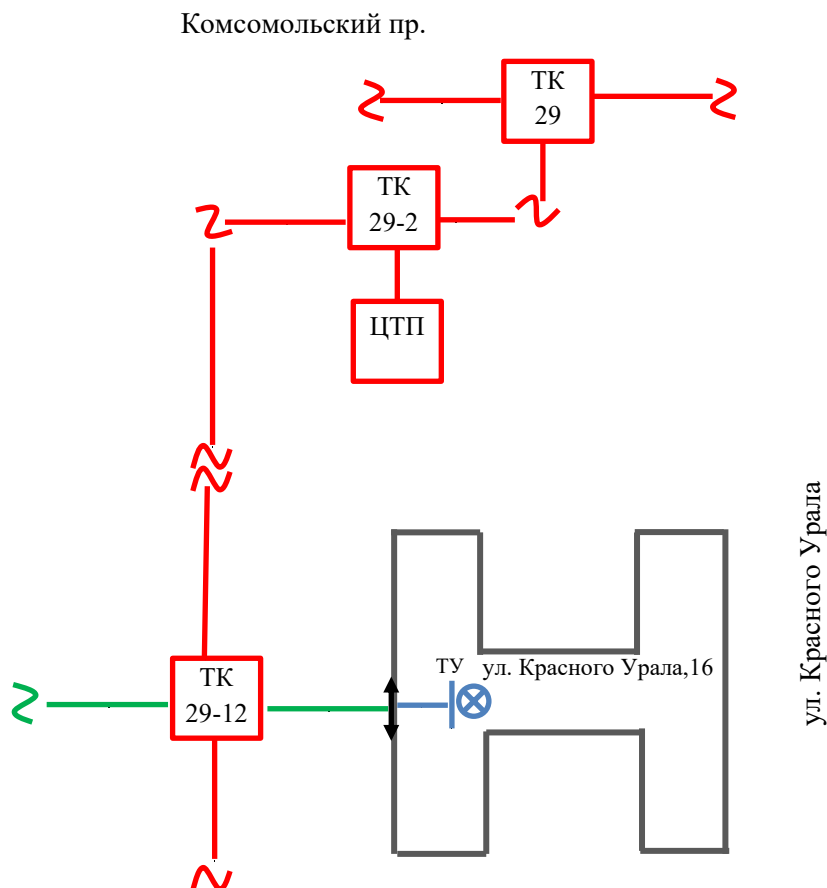 Комсомольский пр.
ТК
29
ТК
29-2
ЦТП
ул. Красного Урала
ТУ
ул. Красного Урала,16
ТК
29-12